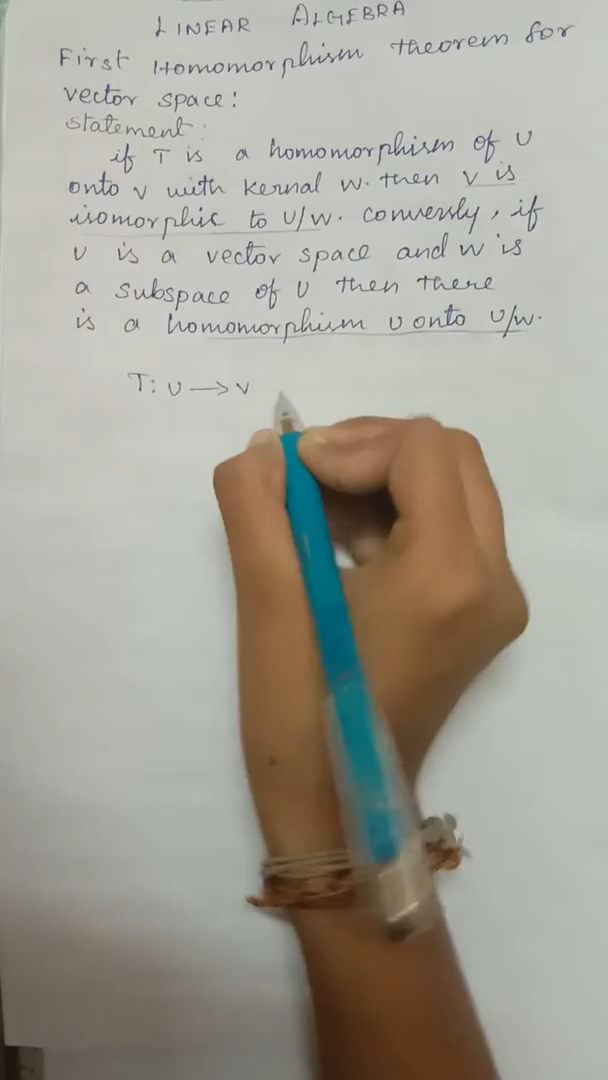 LINEAR ALGEBRA
First Homomorphism theorem for
vector space:
Statement:
if T is a homomorphism of U
onto V with kernal W. then V is
isomorphic to U/W. conversly, if
U is a vector space and W is
a subspace of U then there
is a homomorphism U onto U/W.
T: U → V